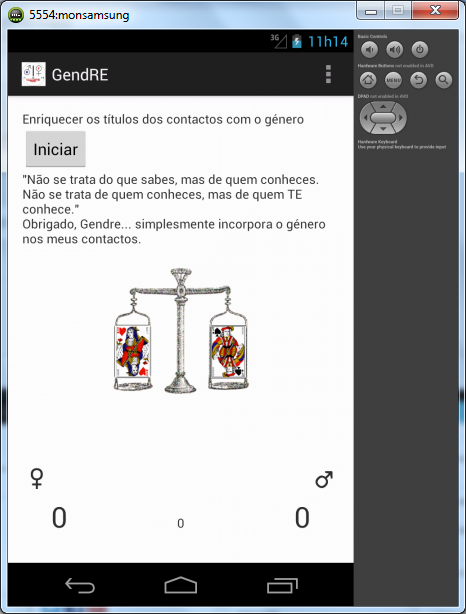 5554:monsamsung
3G 11h14
GendRE
Enriquecer os títulos dos contactos com o género
Iniciar
"Não se trata do que sabes, mas de quem conheces.
Não se trata de quem conheces, mas de quem TE
conhece."
Obrigado, Gendre... simplesmente incorpora o género
nos meus contactos.
♀ ♂
0 0 0
Basic Controls
Hardware Buttons not enabled in AVD
MENU
DPAD not enabled in AVD
Hardware Keyboard
Use your physical keyboard to provide input